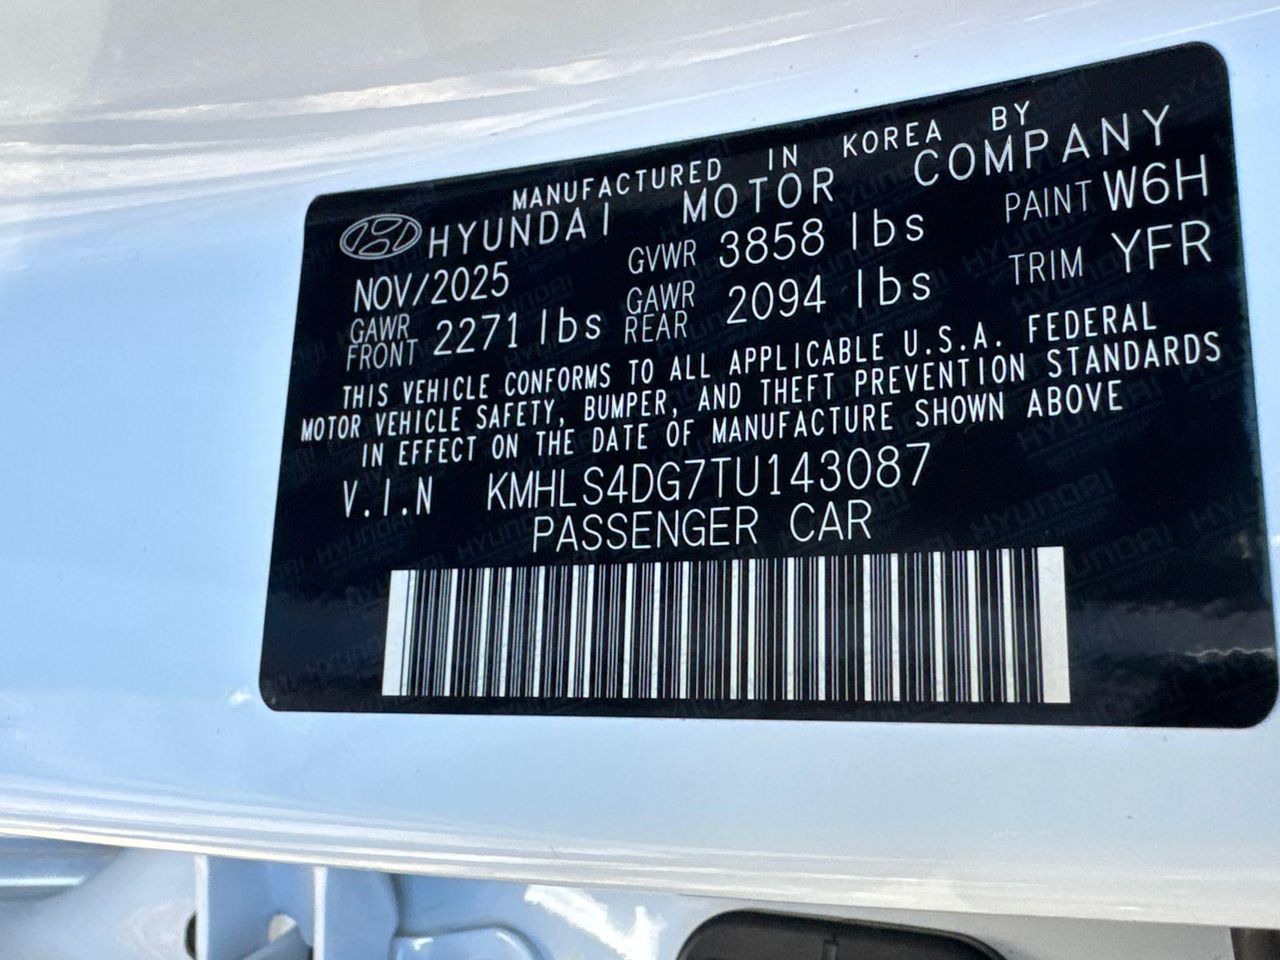 MANUFACTURED IN KOREA BY
HYUNDAI MOTOR COMPANY
NOV/2025 GVWR 3858 lbs PAINT W6H
GAWR FRONT 2271 lbs GAWR REAR 2094 lbs TRIM YFR
THIS VEHICLE CONFORMS TO ALL APPLICABLE U.S.A. FEDERAL
MOTOR VEHICLE SAFETY, BUMPER, AND THEFT PREVENTION STANDARDS
IN EFFECT ON THE DATE OF MANUFACTURE SHOWN ABOVE
V.I.N KMHLS4DG7TU143087
PASSENGER CAR